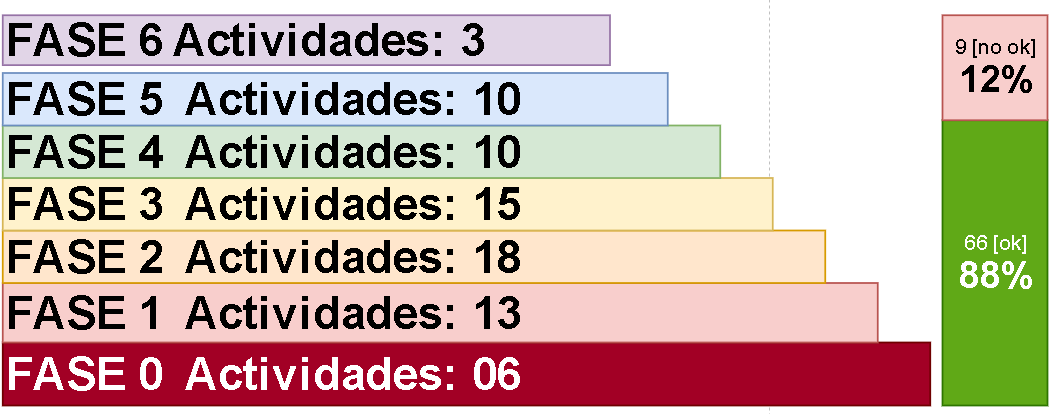 FASE 6 Actividades: 3
FASE 5 Actividades: 10
FASE 4 Actividades: 10
FASE 3 Actividades: 15
FASE 2 Actividades: 18
FASE 1 Actividades: 13
FASE 0 Actividades: 06
9 [no ok]
12%
66 [ok]
88%